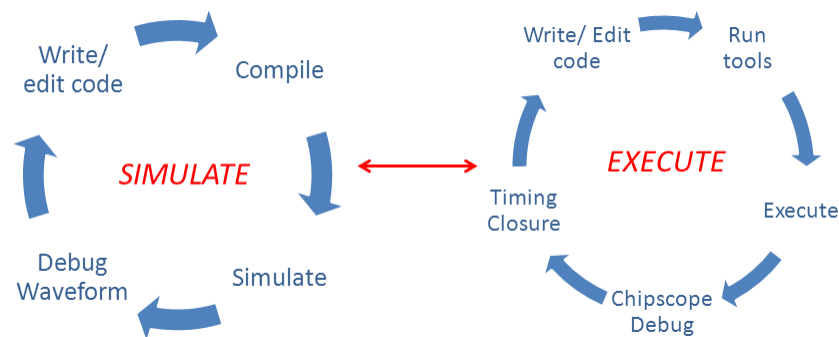 Write/
edit code
Compile
SIMULATE
Debug
Waveform
Simulate
Write/ Edit
code
Run
tools
EXECUTE
Timing
Closure
Execute
Chipscope
Debug